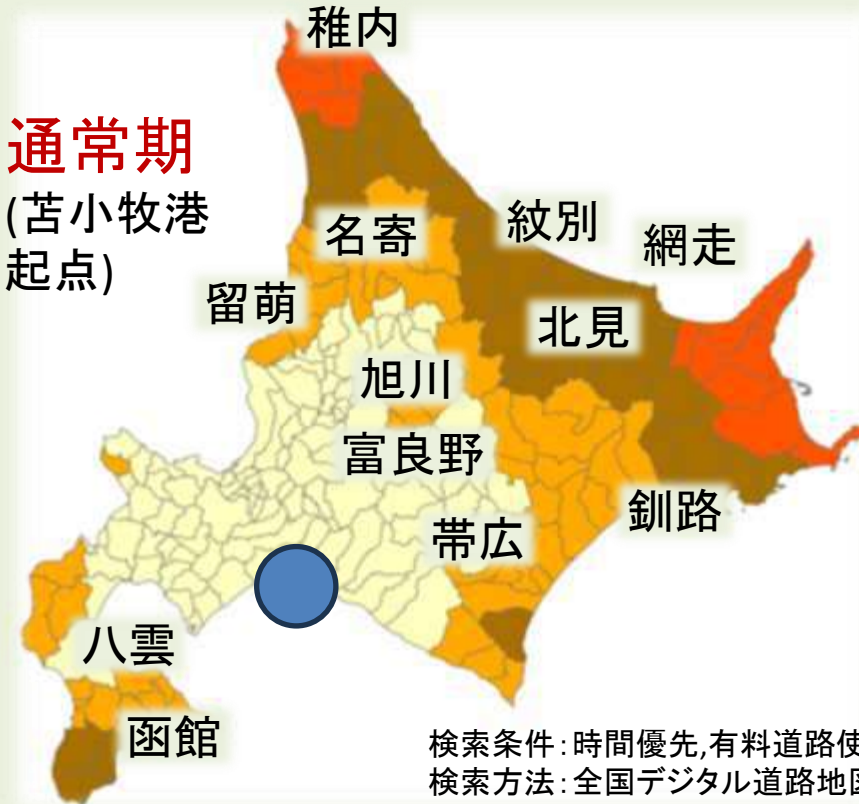 稚内
通常期
(苫小牧港
起点)
名寄
紋別
網走
留萌
北見
旭川
富良野
釧路
帯広
八雲
函館
検索条件:時間優先,有料道路使
検索方法:全国デジタル道路地図